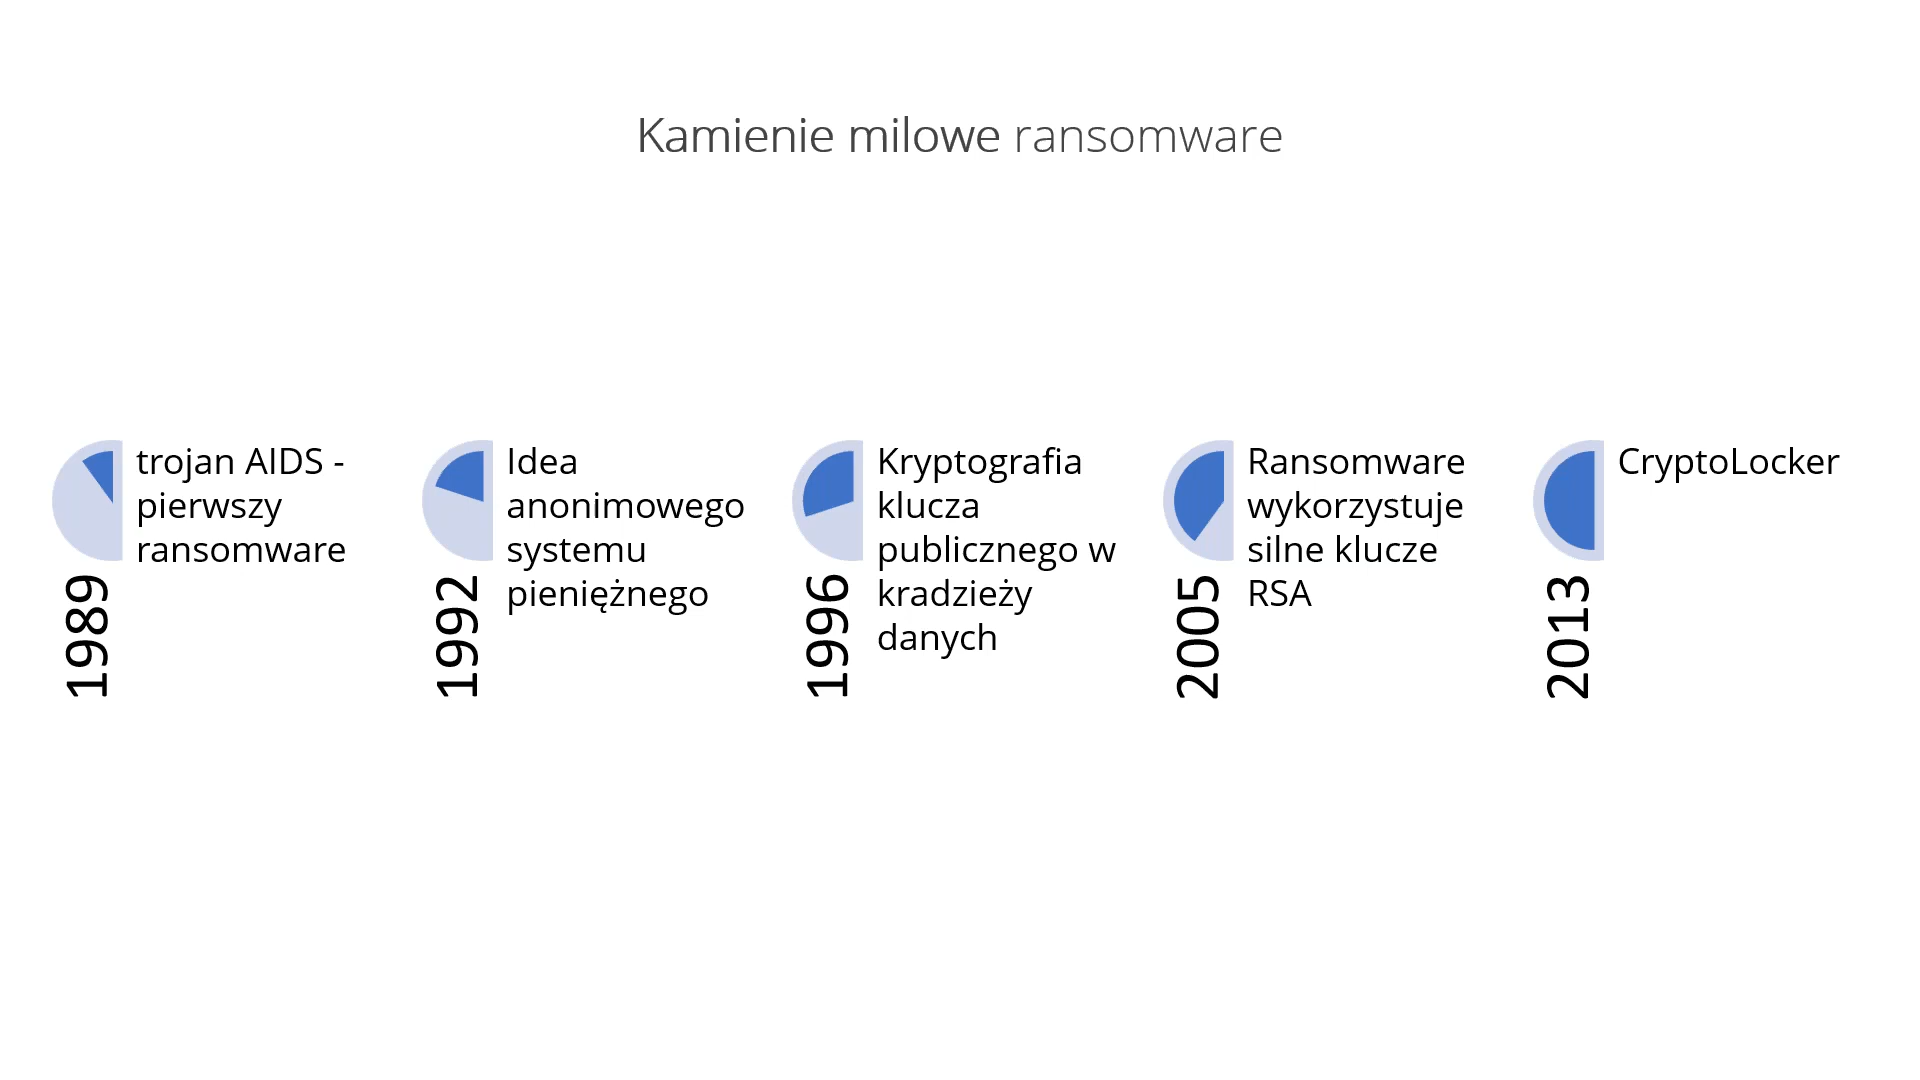 Kamienie milowe ransomware
1989
trojan AIDS -
pierwszy
ransomware
1992
Idea
anonimowego
systemu
pieniężnego
1996
Kryptografia
klucza
publicznego w
kradzieży
danych
2005
Ransomware
wykorzystuje
silne klucze
RSA
2013
CryptoLocker